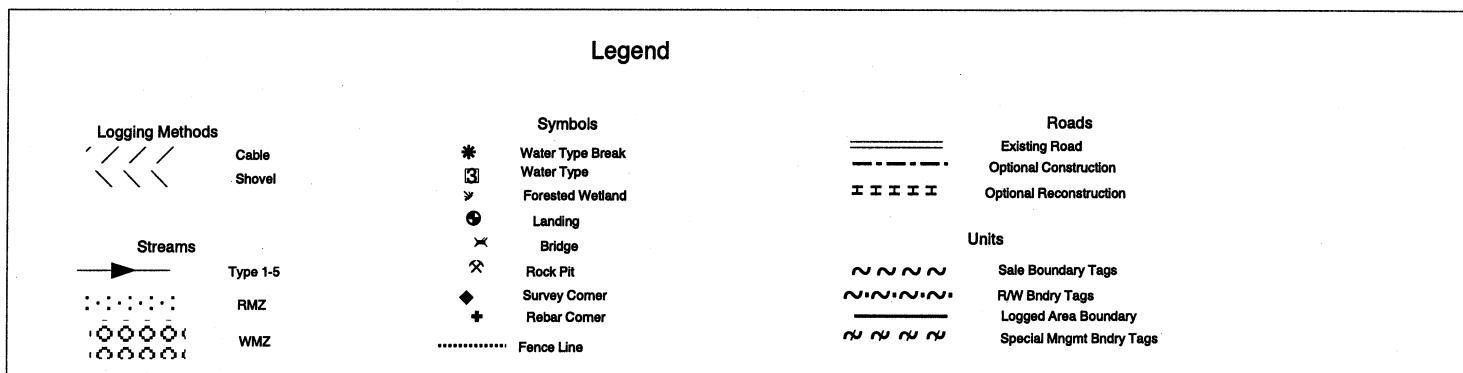 Legend
Logging Methods
Cable
Shovel
Streams
Type 1-5
RMZ
WMZ
Symbols
Water Type Break
3
Water Type
Forested Wetland
Landing
Bridge
Rock Pit
Survey Corner
Rebar Corner
Fence Line
Roads
Existing Road
Optional Construction
Optional Reconstruction
Units
Sale Boundary Tags
R/W Bndry Tags
Logged Area Boundary
Special Mngmt Bndry Tags